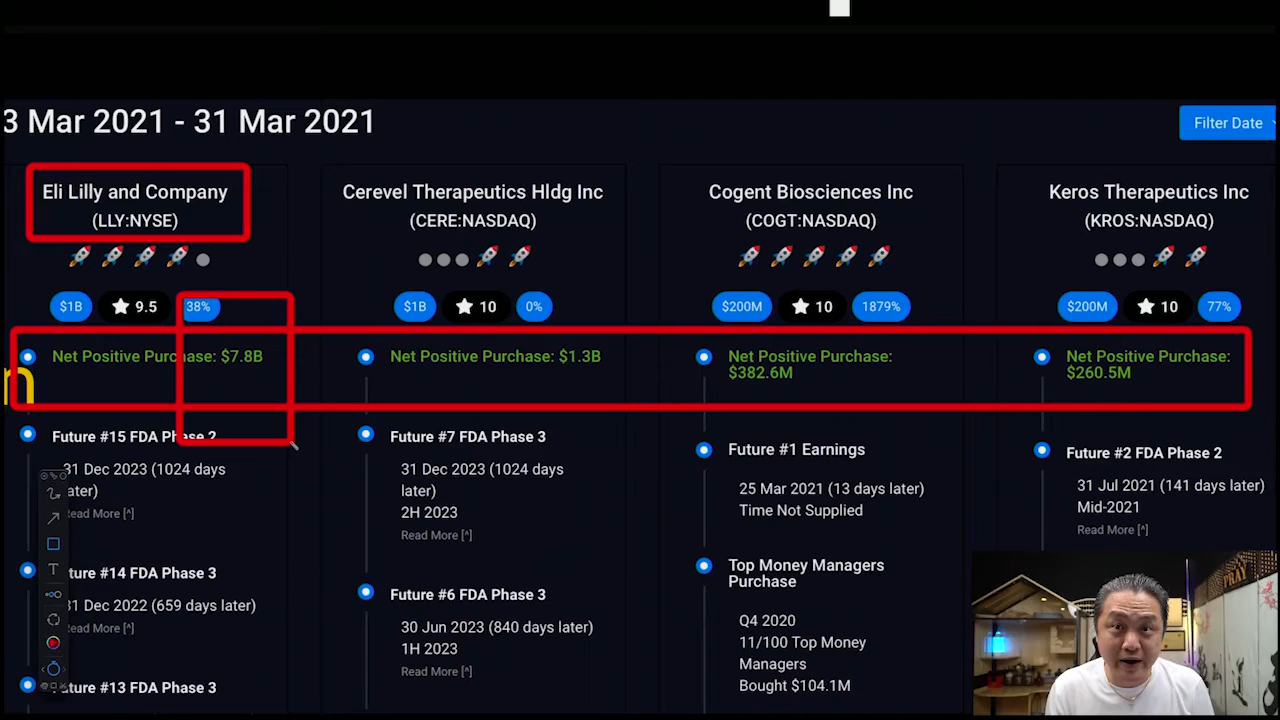 3 Mar 2021 - 31 Mar 2021
Filter Date
Eli Lilly and Company
(LLY:NYSE)
$1B
9.5
38%
Net Positive Purchase: $7.8B
n
Future #15 FDA Phase 2
31 Dec 2023 (1024 days
ater)
ead More [^]
ture #14 FDA Phase 3
31 Dec 2022 (659 days later)
ead More [^]
ture #13 FDA Phase 3
T
Cerevel Therapeutics Hldg Inc
(CERE:NASDAQ)
$1B
10
0%
Net Positive Purchase: $1.3B
Future #7 FDA Phase 3
31 Dec 2023 (1024 days
later)
2H 2023
Read More [^]
Future #6 FDA Phase 3
30 Jun 2023 (840 days later)
1H 2023
Read More [^]
Cogent Biosciences Inc
(COGT:NASDAQ)
$200M
10
1879%
Net Positive Purchase:
$382.6M
Future #1 Earnings
25 Mar 2021 (13 days later)
Time Not Supplied
Top Money Managers
Purchase
Q4 2020
11/100 Top Money
Managers
Bought $104.1M
Keros Therapeutics Inc
(KROS:NASDAQ)
$200M
10
77%
Net Positive Purchase:
$260.5M
Future #2 FDA Phase 2
31 Jul 2021 (141 days later)
Mid-2021
Read More [^]
PRAY